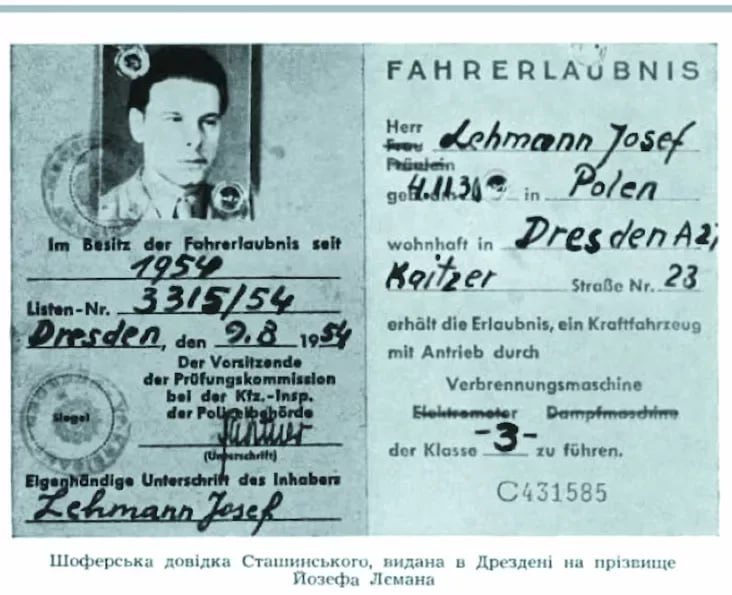 Im Besitz der Fahrerlaubnis seit
1954
Listen-Nr. 3315/54
Dresden, den 9.8 1954
Der Vorsitzende
der Prüfungskommission
bei der Kfz.-Insp.
der Polizeibehörde
Siegel
(Unterschrift)
Eigenhändige Unterschrift des Inhabers
Lehmann Josef
FAHRERLAUBNIS
Herr
Frau Lehmann Josef
Fräulein
4.11.30 in Polen
wohnhaft in Dresden A 21
Kaitzer Straße Nr. 23
erhält die Erlaubnis, ein Kraftfahrzeug
mit Antrieb durch
Verbrennungsmaschine
Elektromotor Dampfmaschine
der Klasse -3- zu führen.
C431585
Шоферська довідка Сташинського, видана в Дрездені на прізвище
Йозефа Лємана